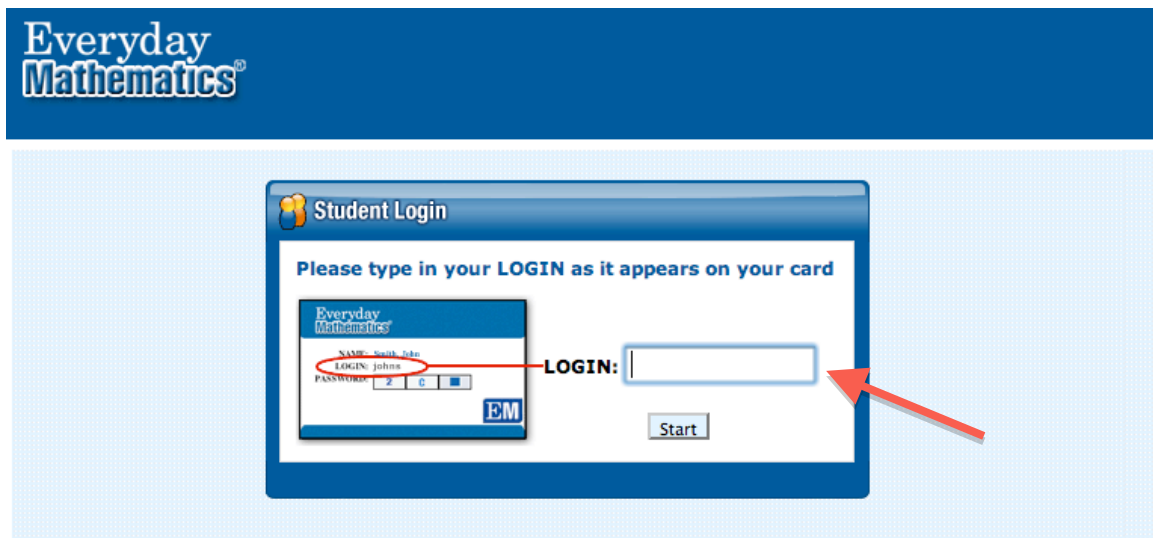 Everyday
Mathematics®
Student Login
Please type in your LOGIN as it appears on your card
Everyday
Mathematics®
NAME: Smith, John
LOGIN: johns
PASSWORD: 2 C
EM
LOGIN:
Start